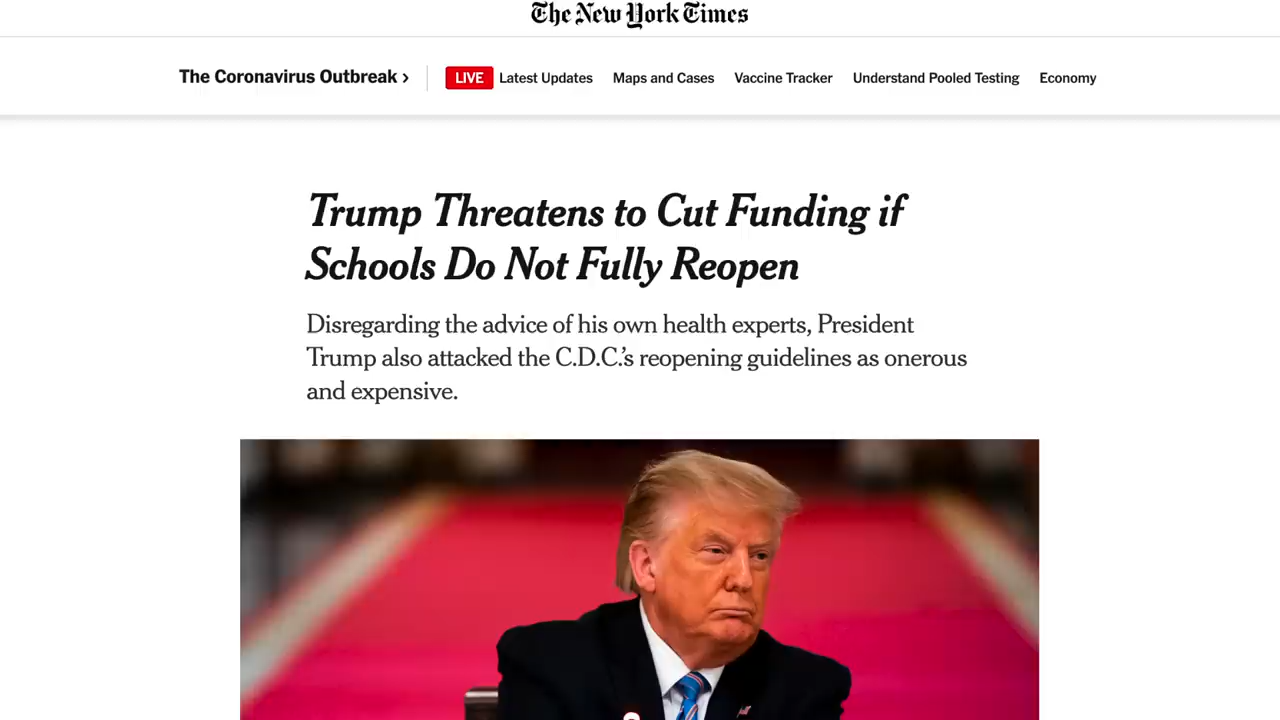 The New York Times
The Coronavirus Outbreak ›
LIVE Latest Updates Maps and Cases Vaccine Tracker Understand Pooled Testing Economy
Trump Threatens to Cut Funding if
Schools Do Not Fully Reopen
Disregarding the advice of his own health experts, President
Trump also attacked the C.D.C.’s reopening guidelines as onerous
and expensive.